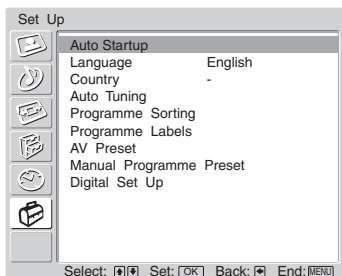 Set Up
Auto Startup
Language English
Country -
Auto Tuning
Programme Sorting
Programme Labels
AV Preset
Manual Programme Preset
Digital Set Up
Select: Set: OK Back: End: MENU